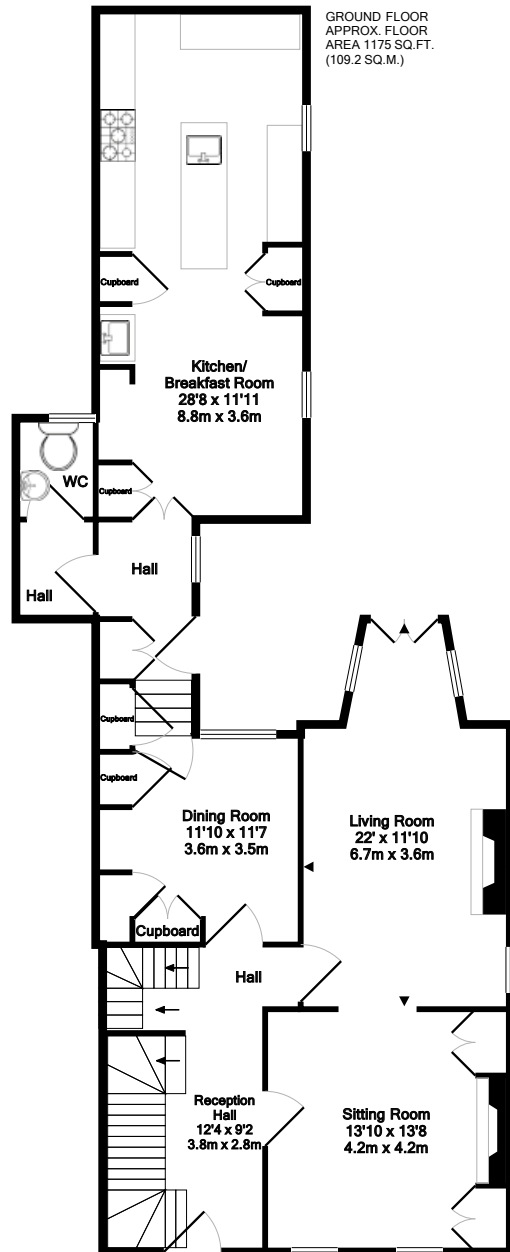 GROUND FLOOR
APPROX. FLOOR
AREA 1175 SQ.FT.
(109.2 SQ.M.)
Cupboard
Cupboard
Kitchen/
Breakfast Room
28'8 x 11'11
8.8m x 3.6m
WC
Cupboard
Hall
Hall
Cupboard
Cupboard
Dining Room
11'10 x 11'7
3.6m x 3.5m
Living Room
22' x 11'10
6.7m x 3.6m
Cupboard
Hall
Reception
Hall
12'4 x 9'2
3.8m x 2.8m
Sitting Room
13'10 x 13'8
4.2m x 4.2m